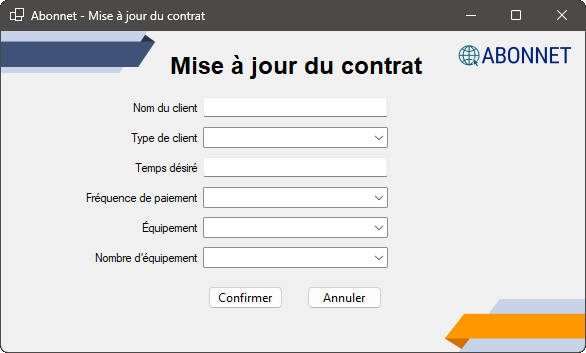 Abonnet - Mise à jour du contrat
Mise à jour du contrat
ABONNET
Nom du client
Type de client
Temps désiré
Fréquence de paiement
Équipement
Nombre d'équipement
Confirmer
Annuler